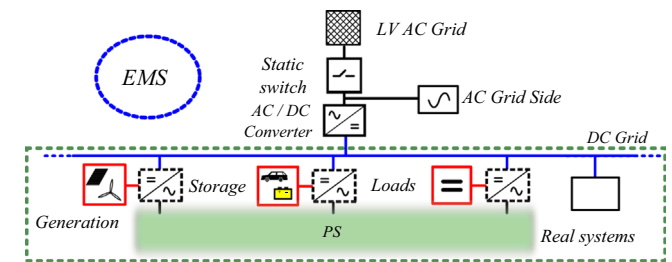 LV AC Grid
EMS
Static
switch
AC / DC
Converter
AC Grid Side
DC Grid
Storage
Loads
Generation
PS
Real systems